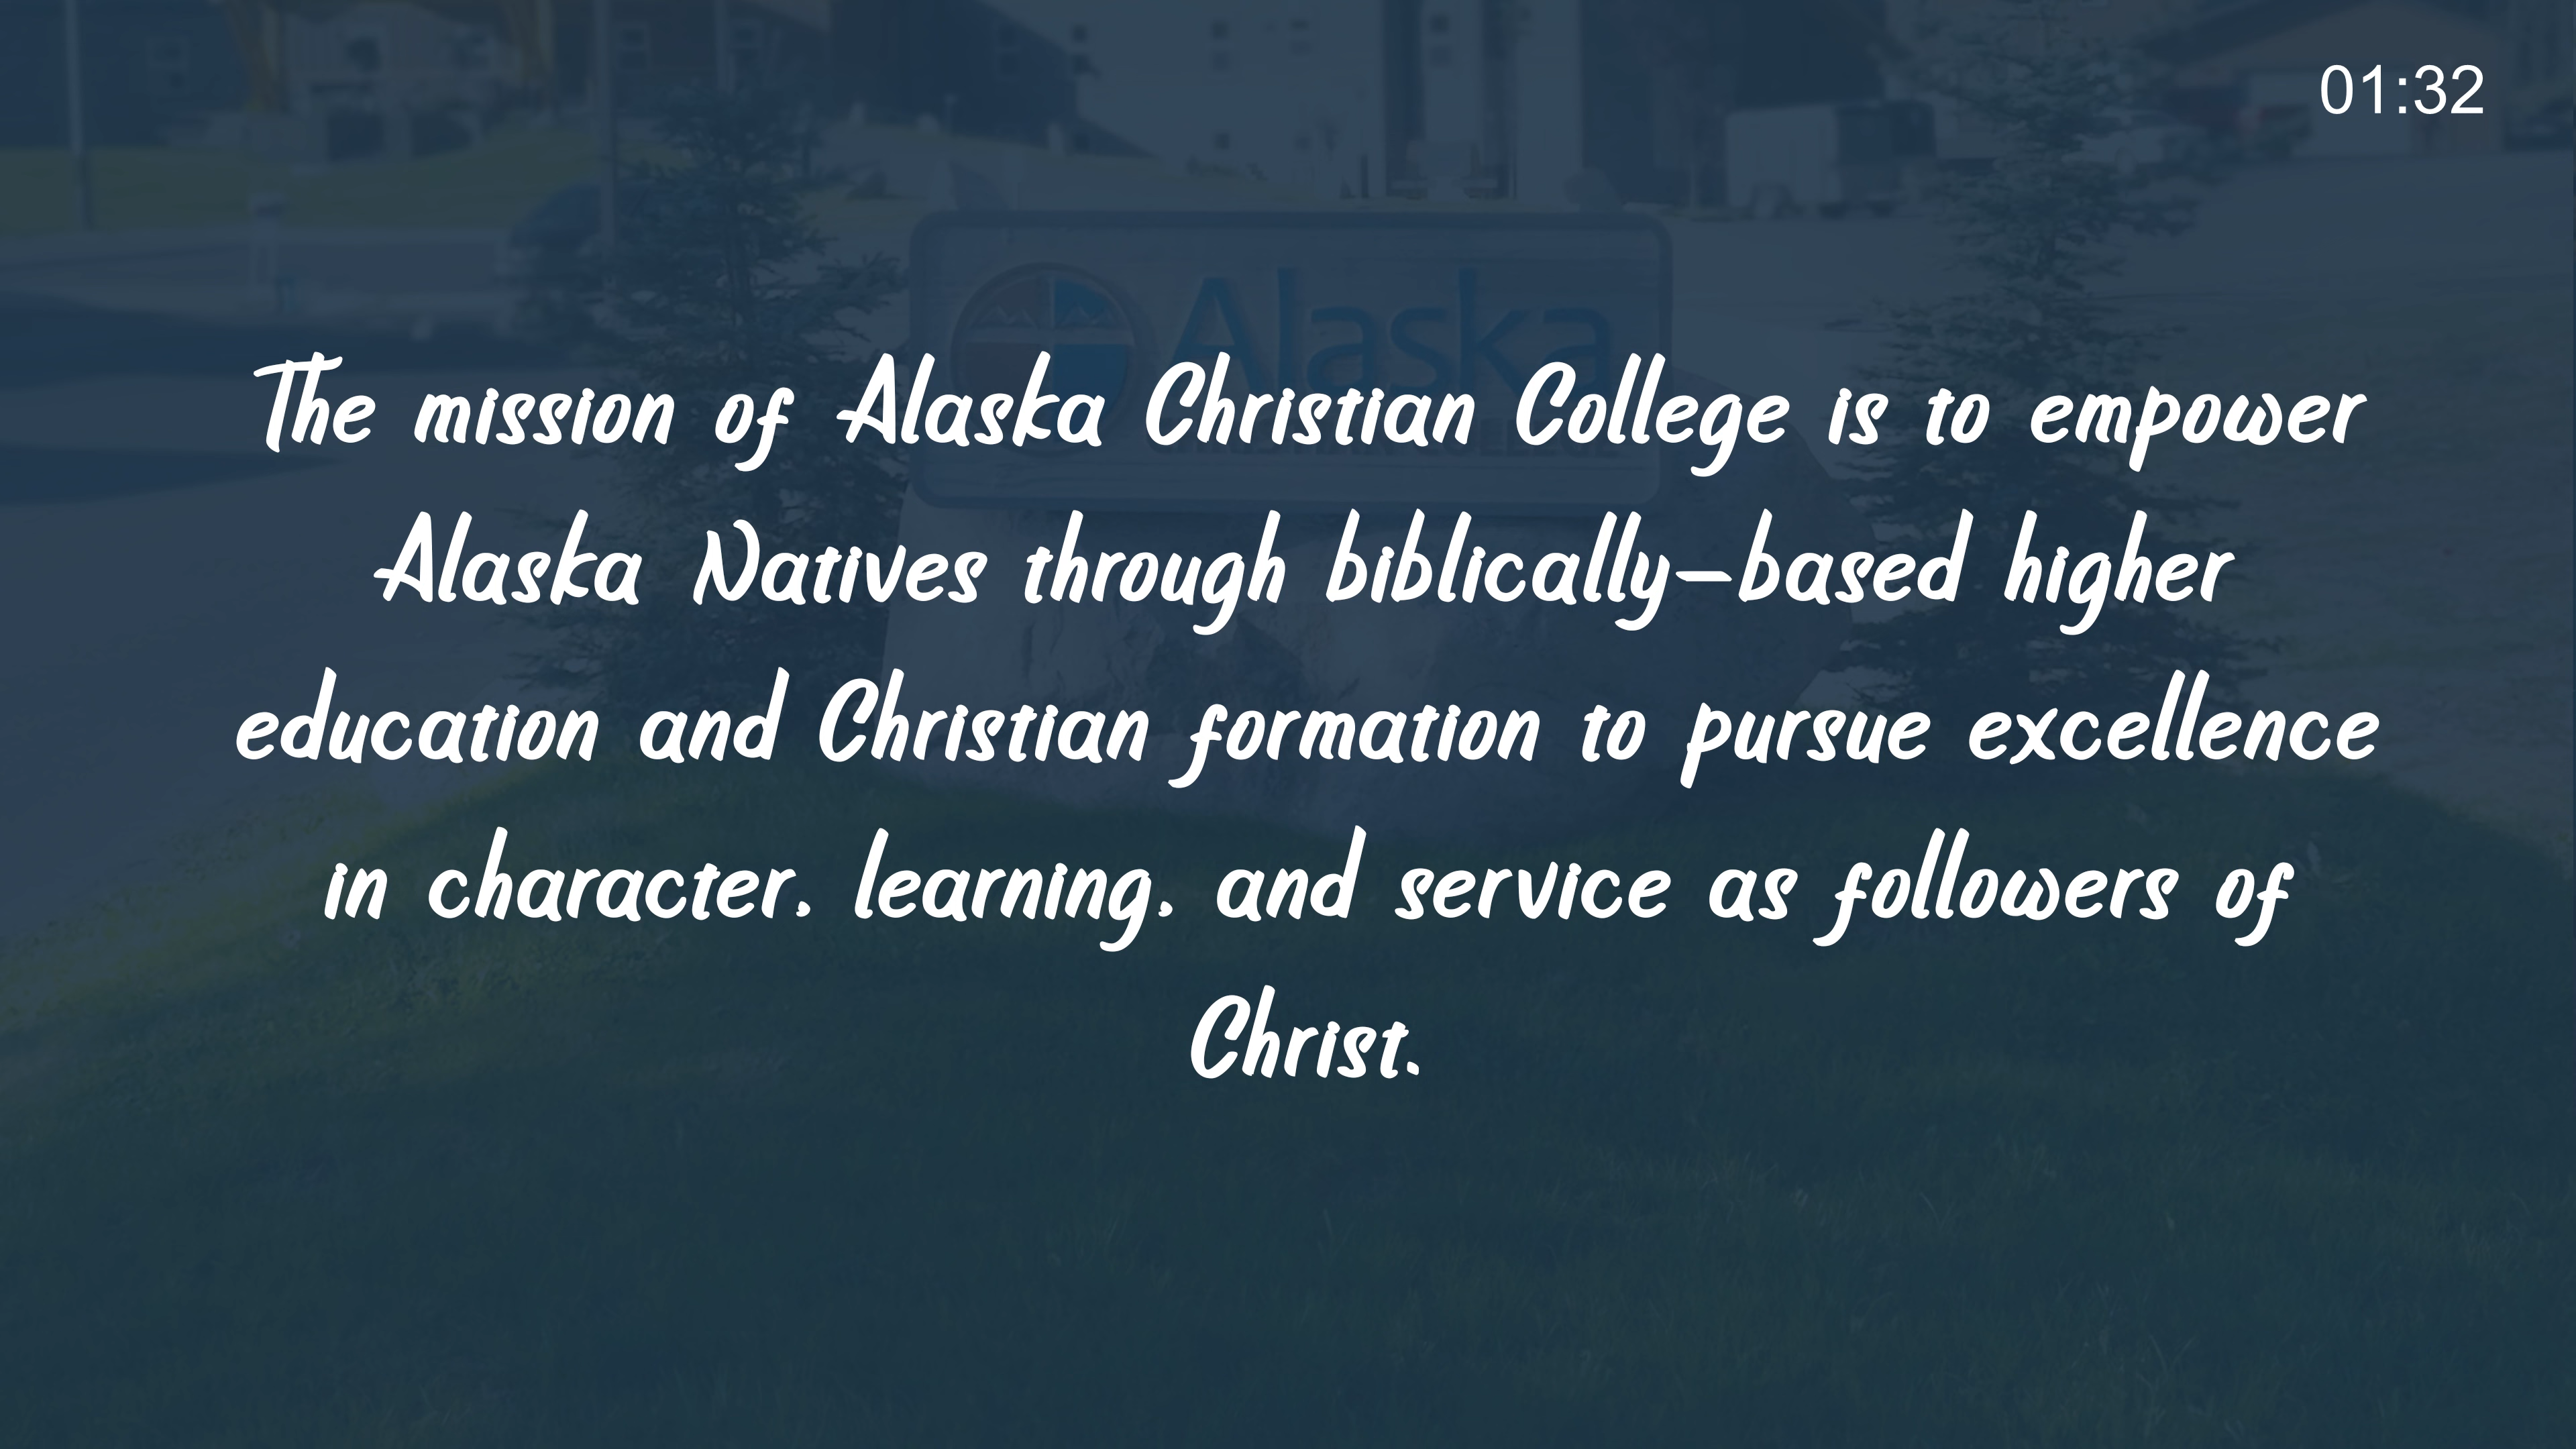 01:32
Alaska
The mission of Alaska Christian College is to empower
Alaska Natives through biblically-based higher
education and Christian formation to pursue excellence
in character, learning, and service as followers of
Christ.